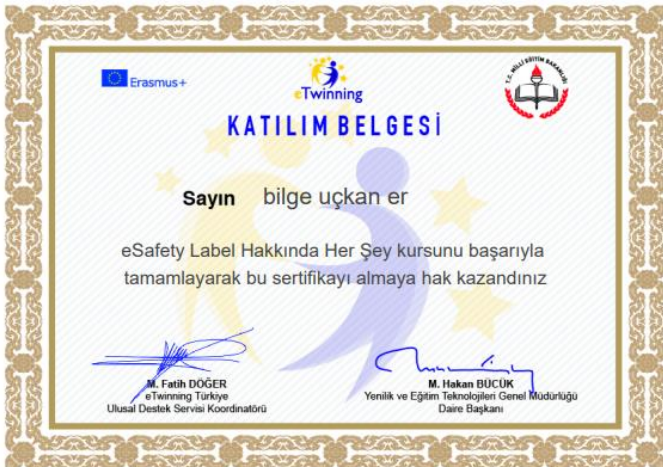 Erasmus+
eTwinning
T.C. MİLLİ EĞİTİM BAKANLIĞI
KATILIM BELGESİ
Sayın bilge uçkan er
eSafety Label Hakkında Her Şey kursunu başarıyla
tamamlayarak bu sertifikayı almaya hak kazandınız
M. Fatih DÖĞER
eTwinning Türkiye
Ulusal Destek Servisi Koordinatörü
M. Hakan BÜCÜK
Yenilik ve Eğitim Teknolojileri Genel Müdürlüğü
Daire Başkanı